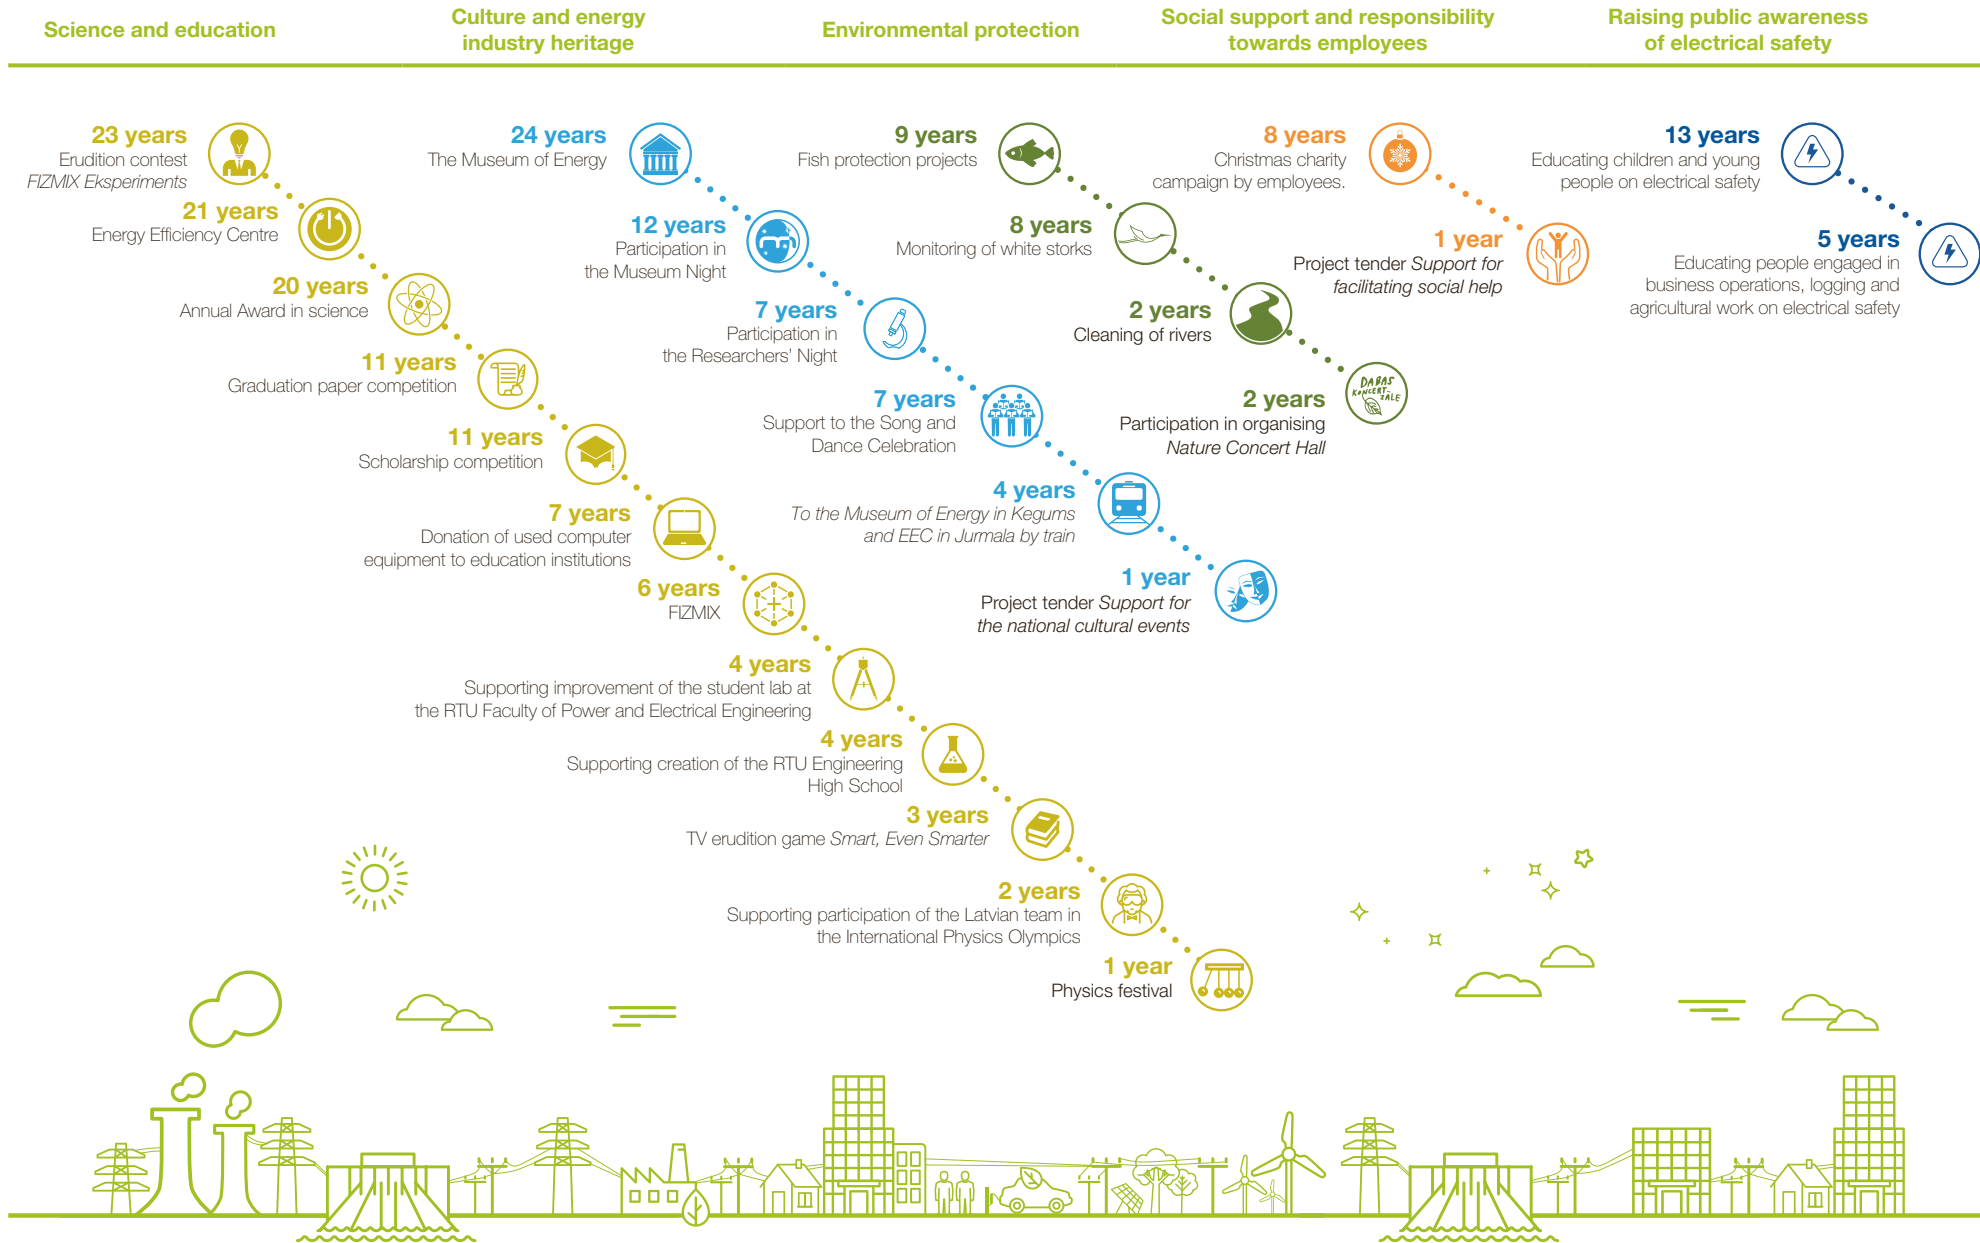 Science and education
Culture and energy
industry heritage
Environmental protection
Social support and responsibility
towards employees
Raising public awareness
of electrical safety
23 years
Erudition contest
FIZMIX Eksperiments
21 years
Energy Efficiency Centre
20 years
Annual Award in science
11 years
Graduation paper competition
11 years
Scholarship competition
7 years
Donation of used computer
equipment to education institutions
6 years
FIZMIX
4 years
Supporting improvement of the student lab at
the RTU Faculty of Power and Electrical Engineering
4 years
Supporting creation of the RTU Engineering
High School
3 years
TV erudition game Smart, Even Smarter
2 years
Supporting participation of the Latvian team in
the International Physics Olympics
1 year
Physics festival
24 years
The Museum of Energy
12 years
Participation in
the Museum Night
7 years
Participation in
the Researchers' Night
7 years
Support to the Song and
Dance Celebration
4 years
To the Museum of Energy in Kegums
and EEC in Jurmala by train
1 year
Project tender Support for
the national cultural events
9 years
Fish protection projects
8 years
Monitoring of white storks
2 years
Cleaning of rivers
2 years
Participation in organising
Nature Concert Hall
DABAS
KONCERT-
ZĀLE
8 years
Christmas charity
campaign by employees.
1 year
Project tender Support for
facilitating social help
13 years
Educating children and young
people on electrical safety
5 years
Educating people engaged in
business operations, logging and
agricultural work on electrical safety